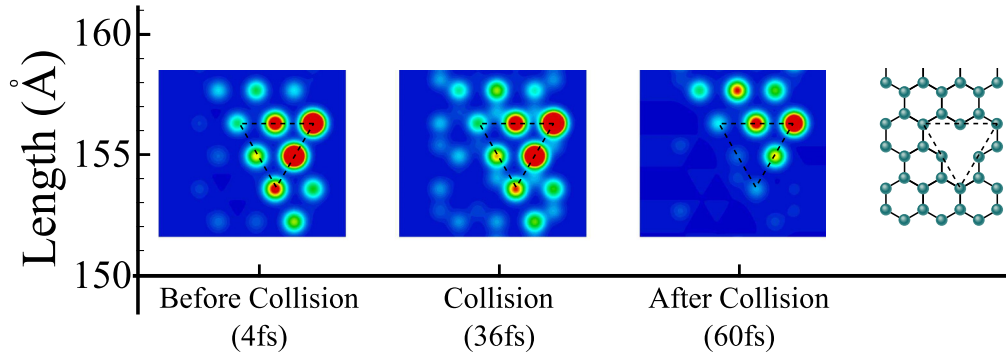 Length (Å)
160
155
150
Before Collision
(4fs)
Collision
(36fs)
After Collision
(60fs)